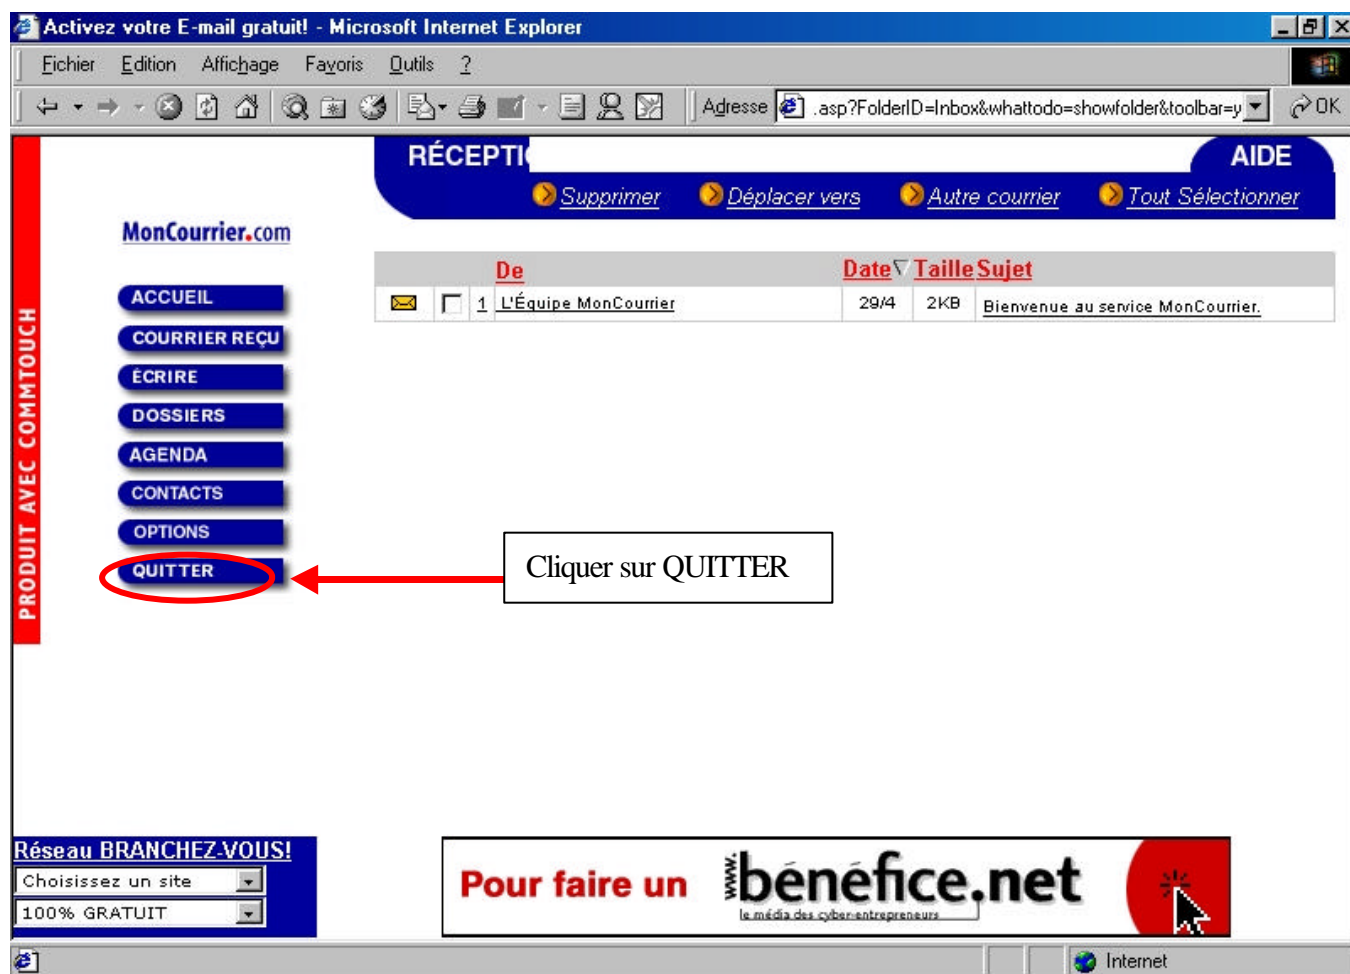 Activez votre E-mail gratuit! - Microsoft Internet Explorer
Fichier Edition Affichage Favoris Outils ?
Adresse .asp?FolderID=Inbox&whattodo=showfolder&toolbar=y OK
RÉCEPTI AIDE
Supprimer Déplacer vers Autre courrier Tout Sélectionner
MonCourrier.com
De Date Taille Sujet
1 L'Équipe MonCourrier 29/4 2KB Bienvenue au service MonCourrier.
ACCUEIL
COURRIER REÇU
ÉCRIRE
DOSSIERS
AGENDA
CONTACTS
OPTIONS
QUITTER
Cliquer sur QUITTER
PRODUIT AVEC COMMTOUCH
Réseau BRANCHEZ-VOUS!
Choisissez un site
100% GRATUIT
Pour faire un www.bénéfice.net
le média des cyber-entrepreneurs
Internet